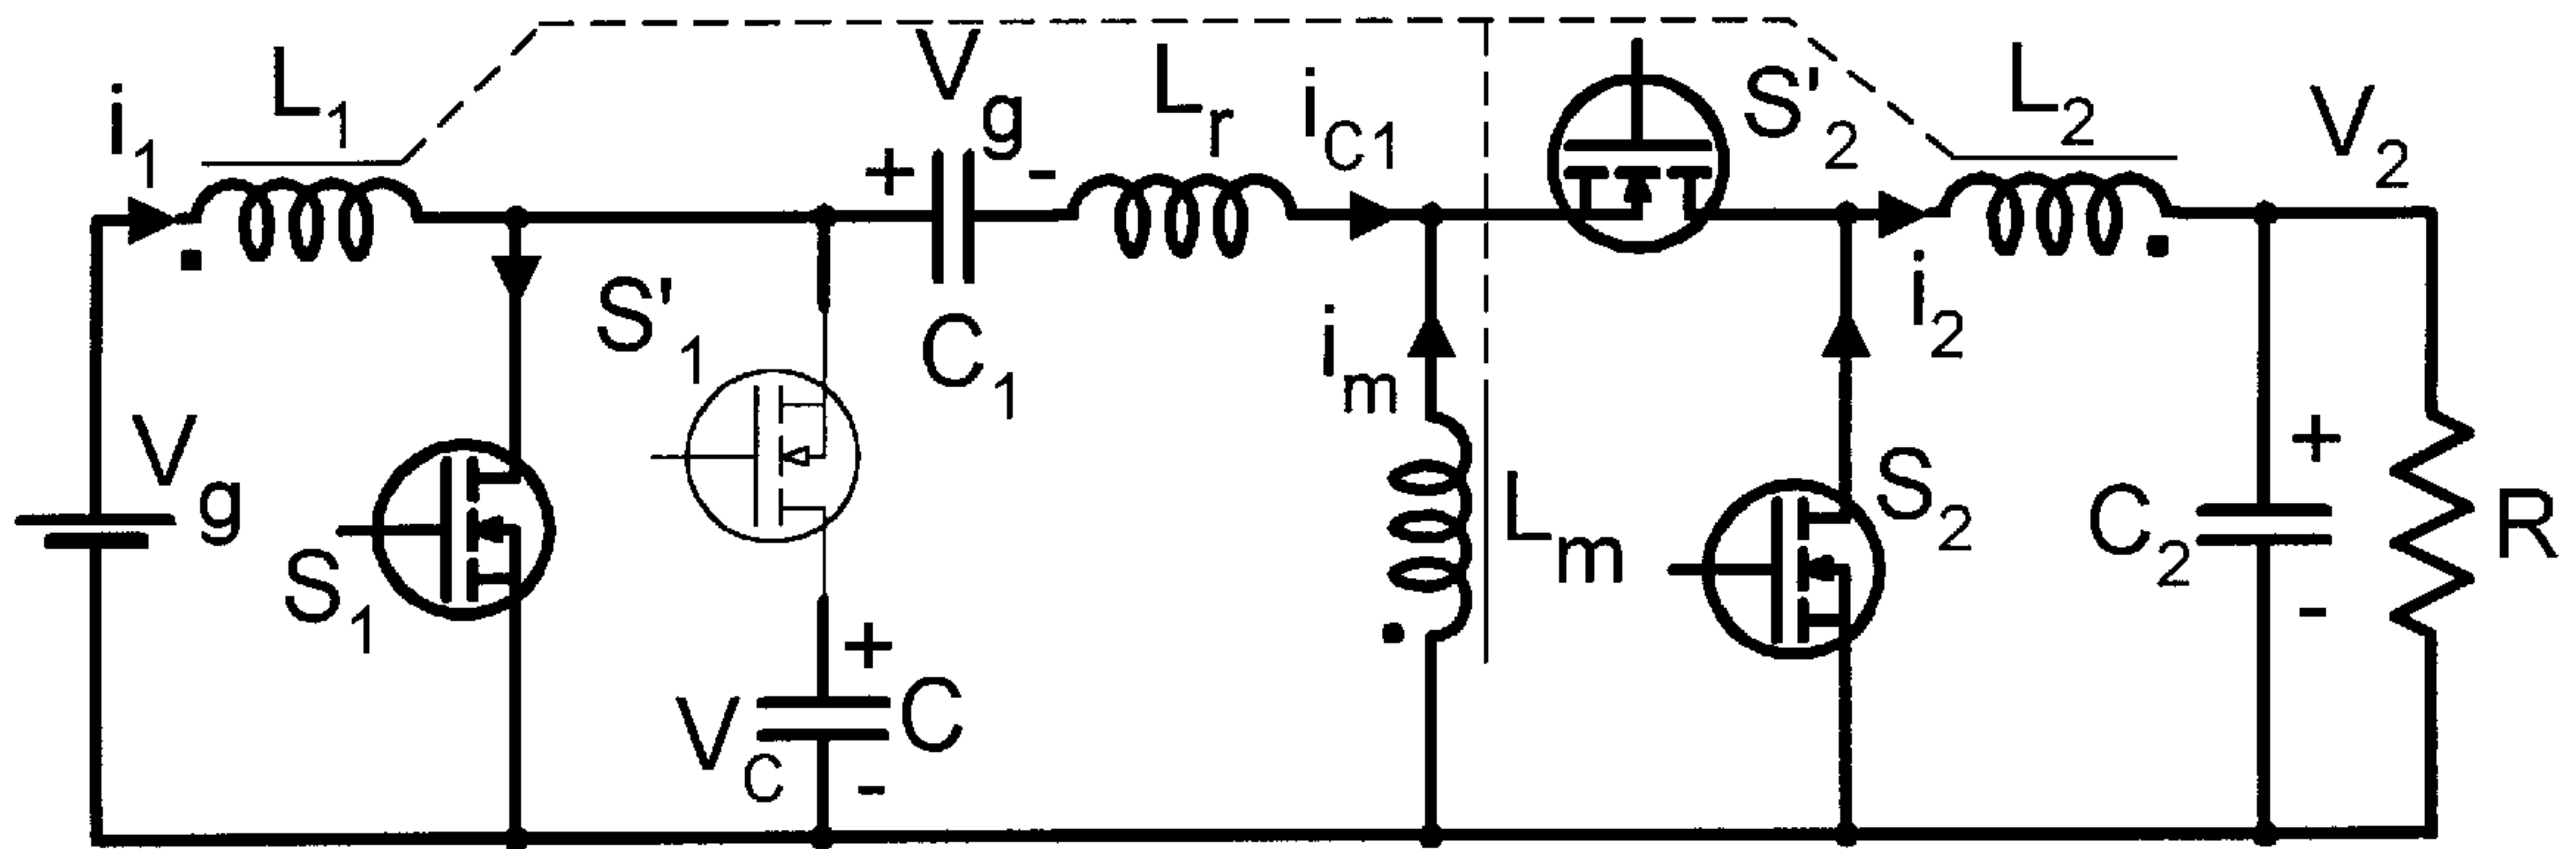 i1
L1
Vg
+ -
Lr
iC1
S'2
L2
V2
Vg
S1
S'1
C1
im
Lm
S2
i2
C2
+
-
R
VC
+
-
C